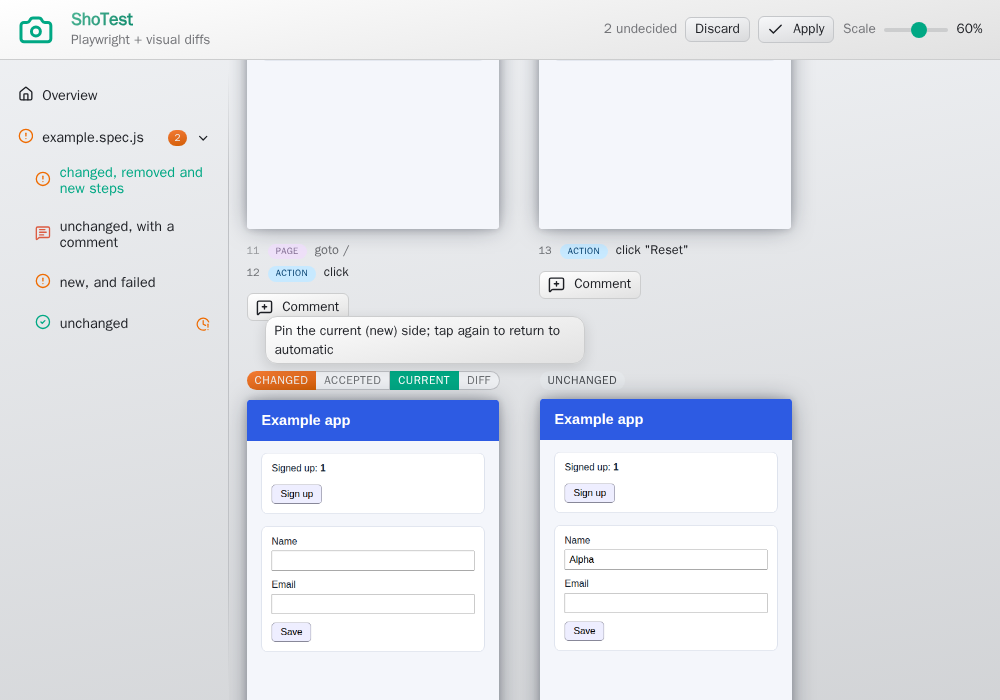 ShoTest
Playwright + visual diffs
2 undecided
Discard
Apply
Scale
60%
Overview
example.spec.js
2
changed, removed and
new steps
unchanged, with a
comment
new, and failed
unchanged
11 PAGE goto /
12 ACTION click
Comment
13 ACTION click "Reset"
Comment
Pin the current (new) side; tap again to return to
automatic
CHANGED ACCEPTED CURRENT DIFF
Example app
Signed up: 1
Sign up
Name
Email
Save
UNCHANGED
Example app
Signed up: 1
Sign up
Name
Alpha
Email
Save